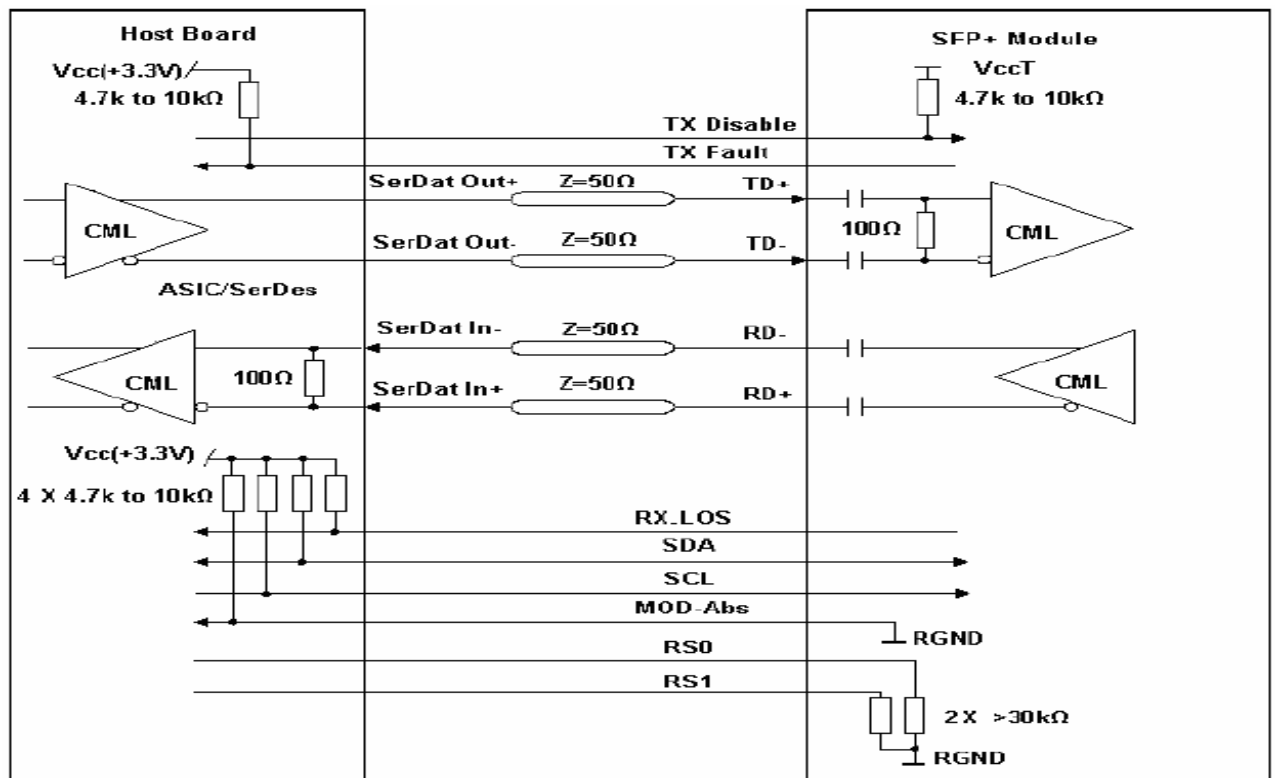 Host Board
SFP+ Module
Vcc(+3.3V)
4.7k to 10kΩ
VccT
4.7k to 10kΩ
TX Disable
TX Fault
SerDat Out+
Z=50Ω
TD+
CML
100Ω
CML
SerDat Out-
Z=50Ω
TD-
ASIC/SerDes
SerDat In-
Z=50Ω
RD-
CML
100Ω
CML
SerDat In+
Z=50Ω
RD+
Vcc(+3.3V)
4 X 4.7k to 10kΩ
RX_LOS
SDA
SCL
MOD-Abs
RGND
RS0
RS1
2X >30kΩ
RGND